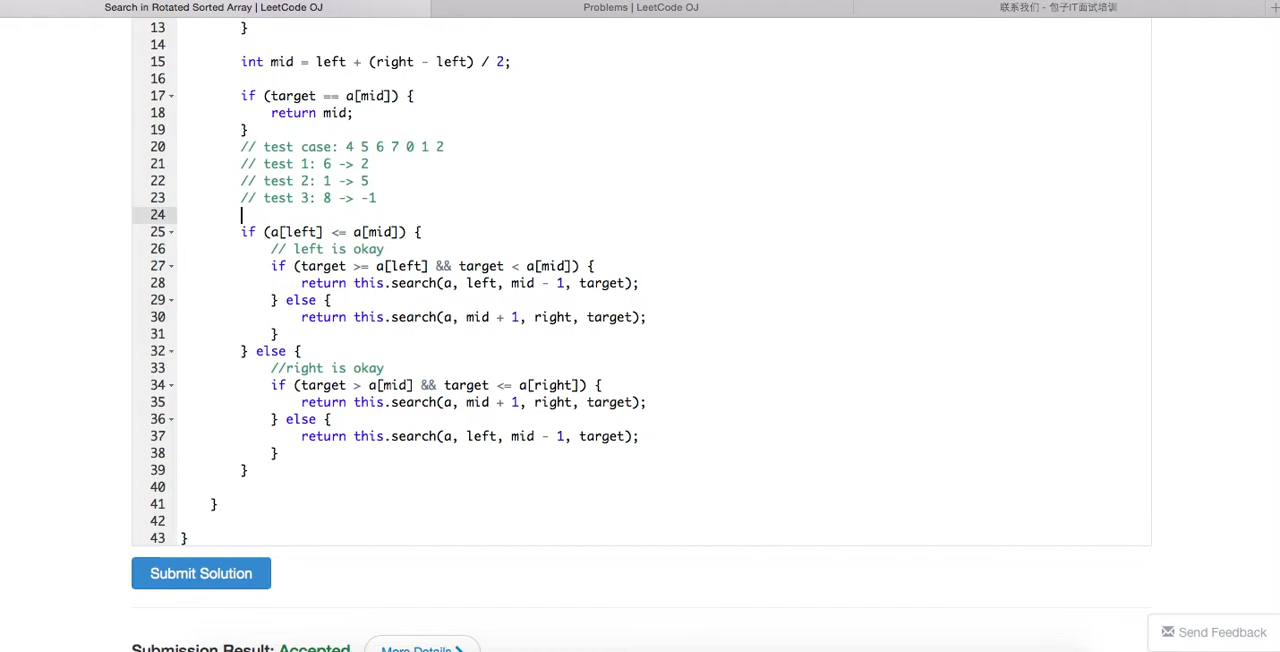 Search in Rotated Sorted Array | LeetCode OJ
Problems | LeetCode OJ
联系我们 - 包子IT面试培训
13 }
14
15 int mid = left + (right - left) / 2;
16
17 if (target == a[mid]) {
18 return mid;
19 }
20 // test case: 4 5 6 7 0 1 2
21 // test 1: 6 -> 2
22 // test 2: 1 -> 5
23 // test 3: 8 -> -1
24
25 if (a[left] <= a[mid]) {
26 // left is okay
27 if (target >= a[left] && target < a[mid]) {
28 return this.search(a, left, mid - 1, target);
29 } else {
30 return this.search(a, mid + 1, right, target);
31 }
32 } else {
33 //right is okay
34 if (target > a[mid] && target <= a[right]) {
35 return this.search(a, mid + 1, right, target);
36 } else {
37 return this.search(a, left, mid - 1, target);
38 }
39 }
40
41 }
42
43 }
Submit Solution
Send Feedback
Submission Result: Accepted More Details